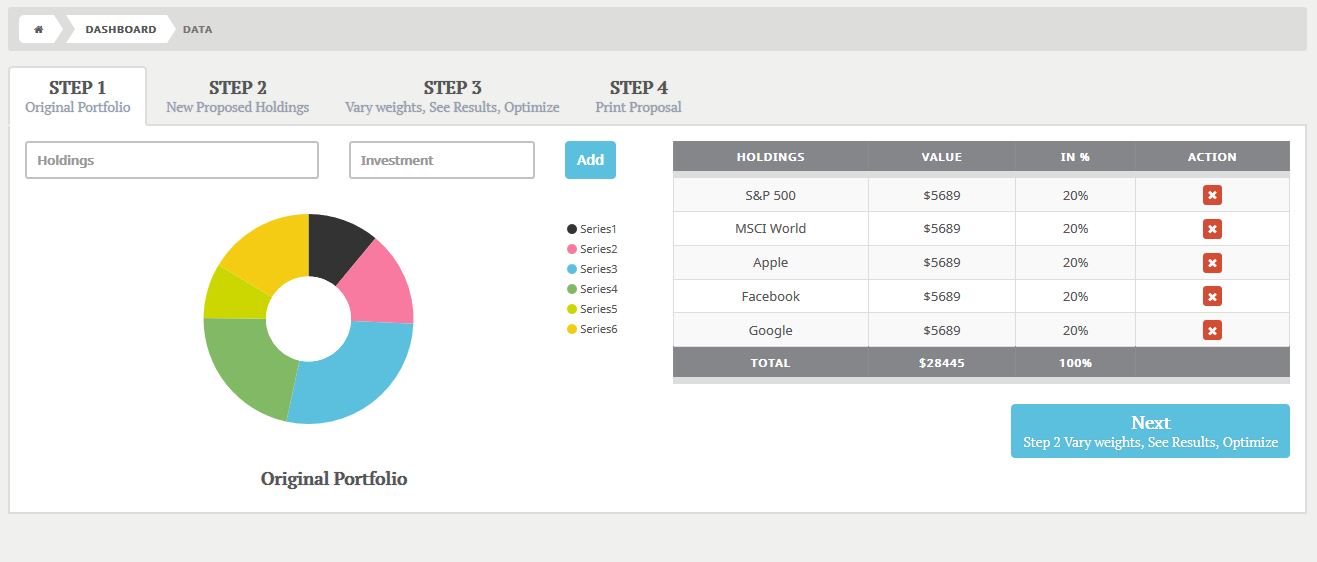 DASHBOARD DATA
STEP 1 STEP 2 STEP 3 STEP 4
Original Portfolio New Proposed Holdings Vary weights, See Results, Optimize Print Proposal
Holdings Investment Add
Series1
Series2
Series3
Series4
Series5
Series6
Original Portfolio
HOLDINGS VALUE IN % ACTION
S&P 500 $5689 20%
MSCI World $5689 20%
Apple $5689 20%
Facebook $5689 20%
Google $5689 20%
TOTAL $28445 100%
Next
Step 2 Vary weights, See Results, Optimize